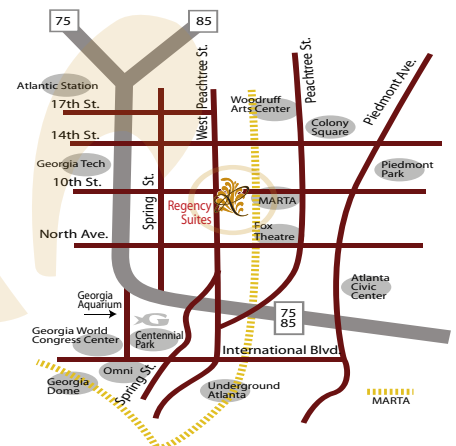 75
85
Atlantic Station
17th St.
14th St.
Georgia Tech
10th St.
North Ave.
Spring St.
West Peachtree St.
Peachtree St.
Piedmont Ave.
Woodruff
Arts Center
Colony
Square
Piedmont
Park
Regency
Suites
MARTA
Fox
Theatre
Atlanta
Civic
Center
Georgia
Aquarium
G
75
85
Georgia World
Congress Center
Centennial
Park
International Blvd.
Omni
Spring St.
Georgia
Dome
Underground
Atlanta
MARTA